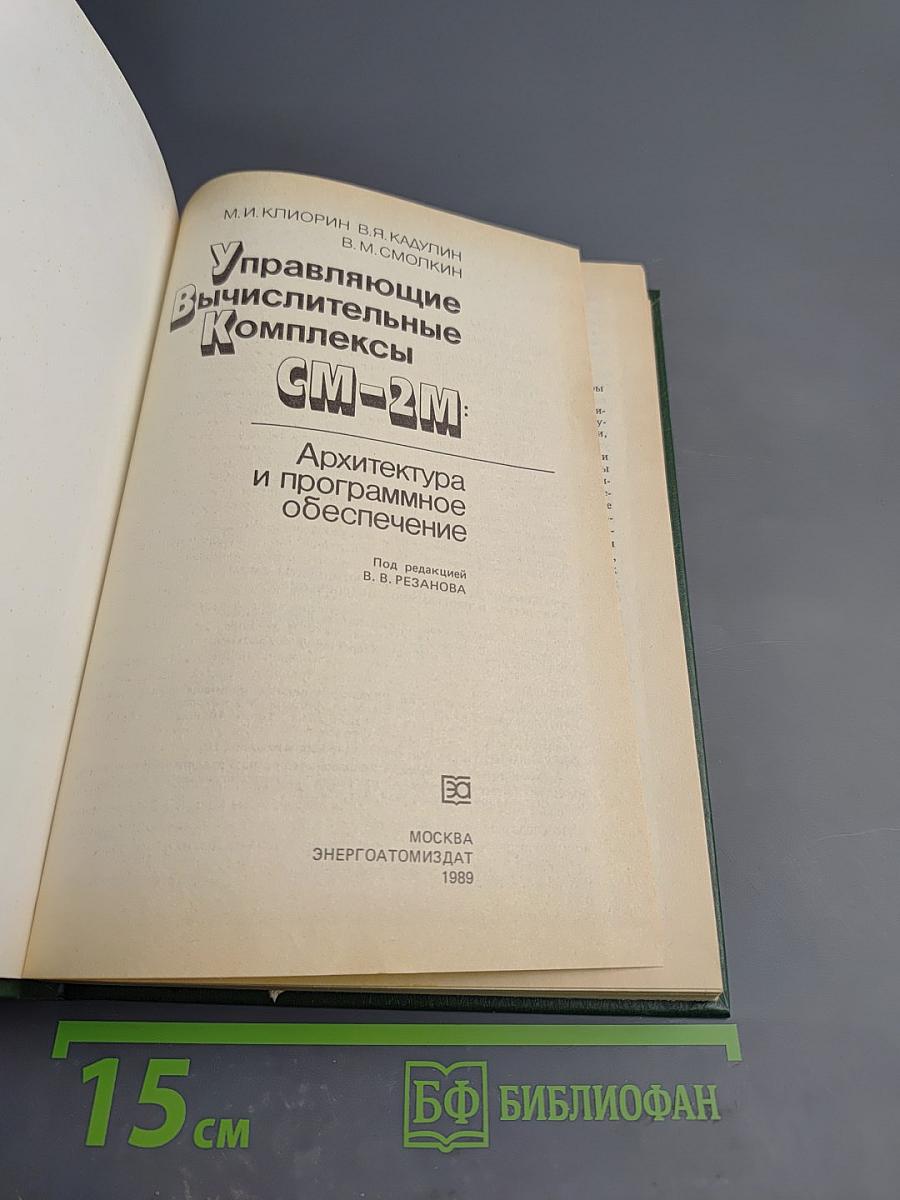 М.И.КЛИОРИН В.Я.КАДУЛИН
В.М.СМОЛКИН
Управляющие
Вычислительные
Комплексы
СМ-2М:
Архитектура
и программное
обеспечение
Под редакцией
В. В. РЕЗАНОВА
ЭА
МОСКВА
ЭНЕРГОАТОМИЗДАТ
1989
15 см
БФ БИБЛИОФАН